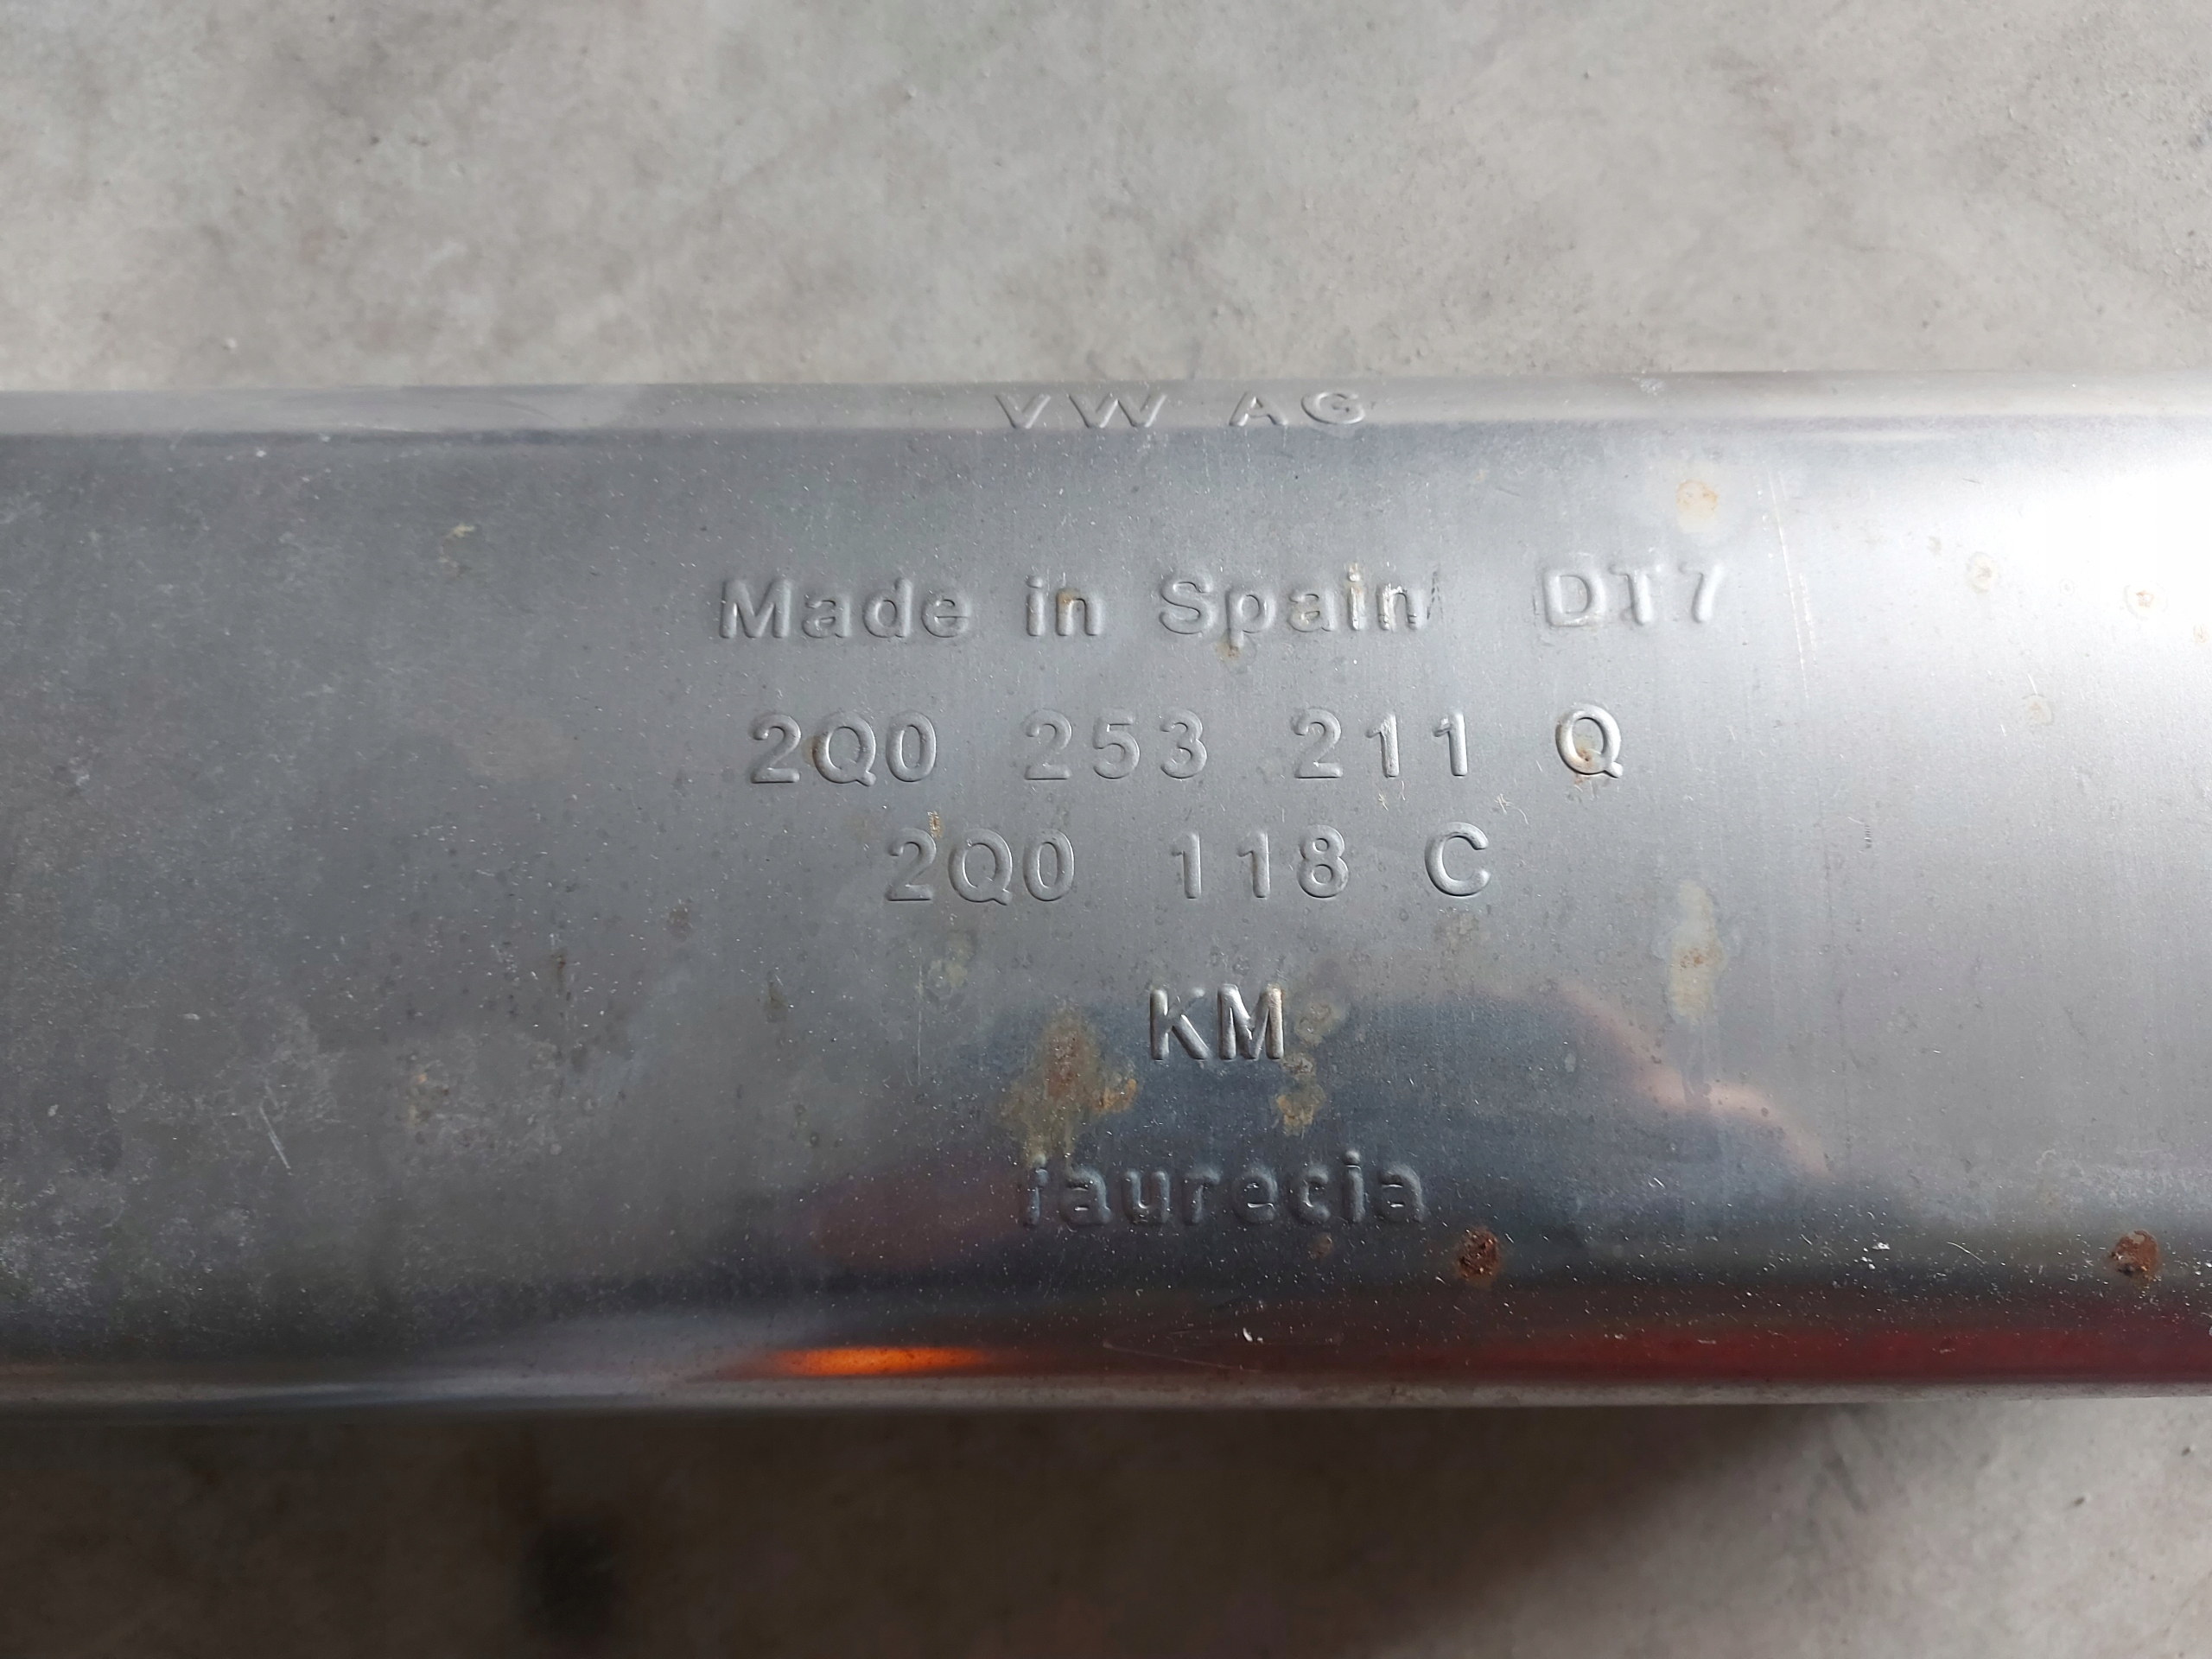 VW AG
Made in Spain DT7
2Q0 253 211 Q
2Q0 118 C
KM
faurecia